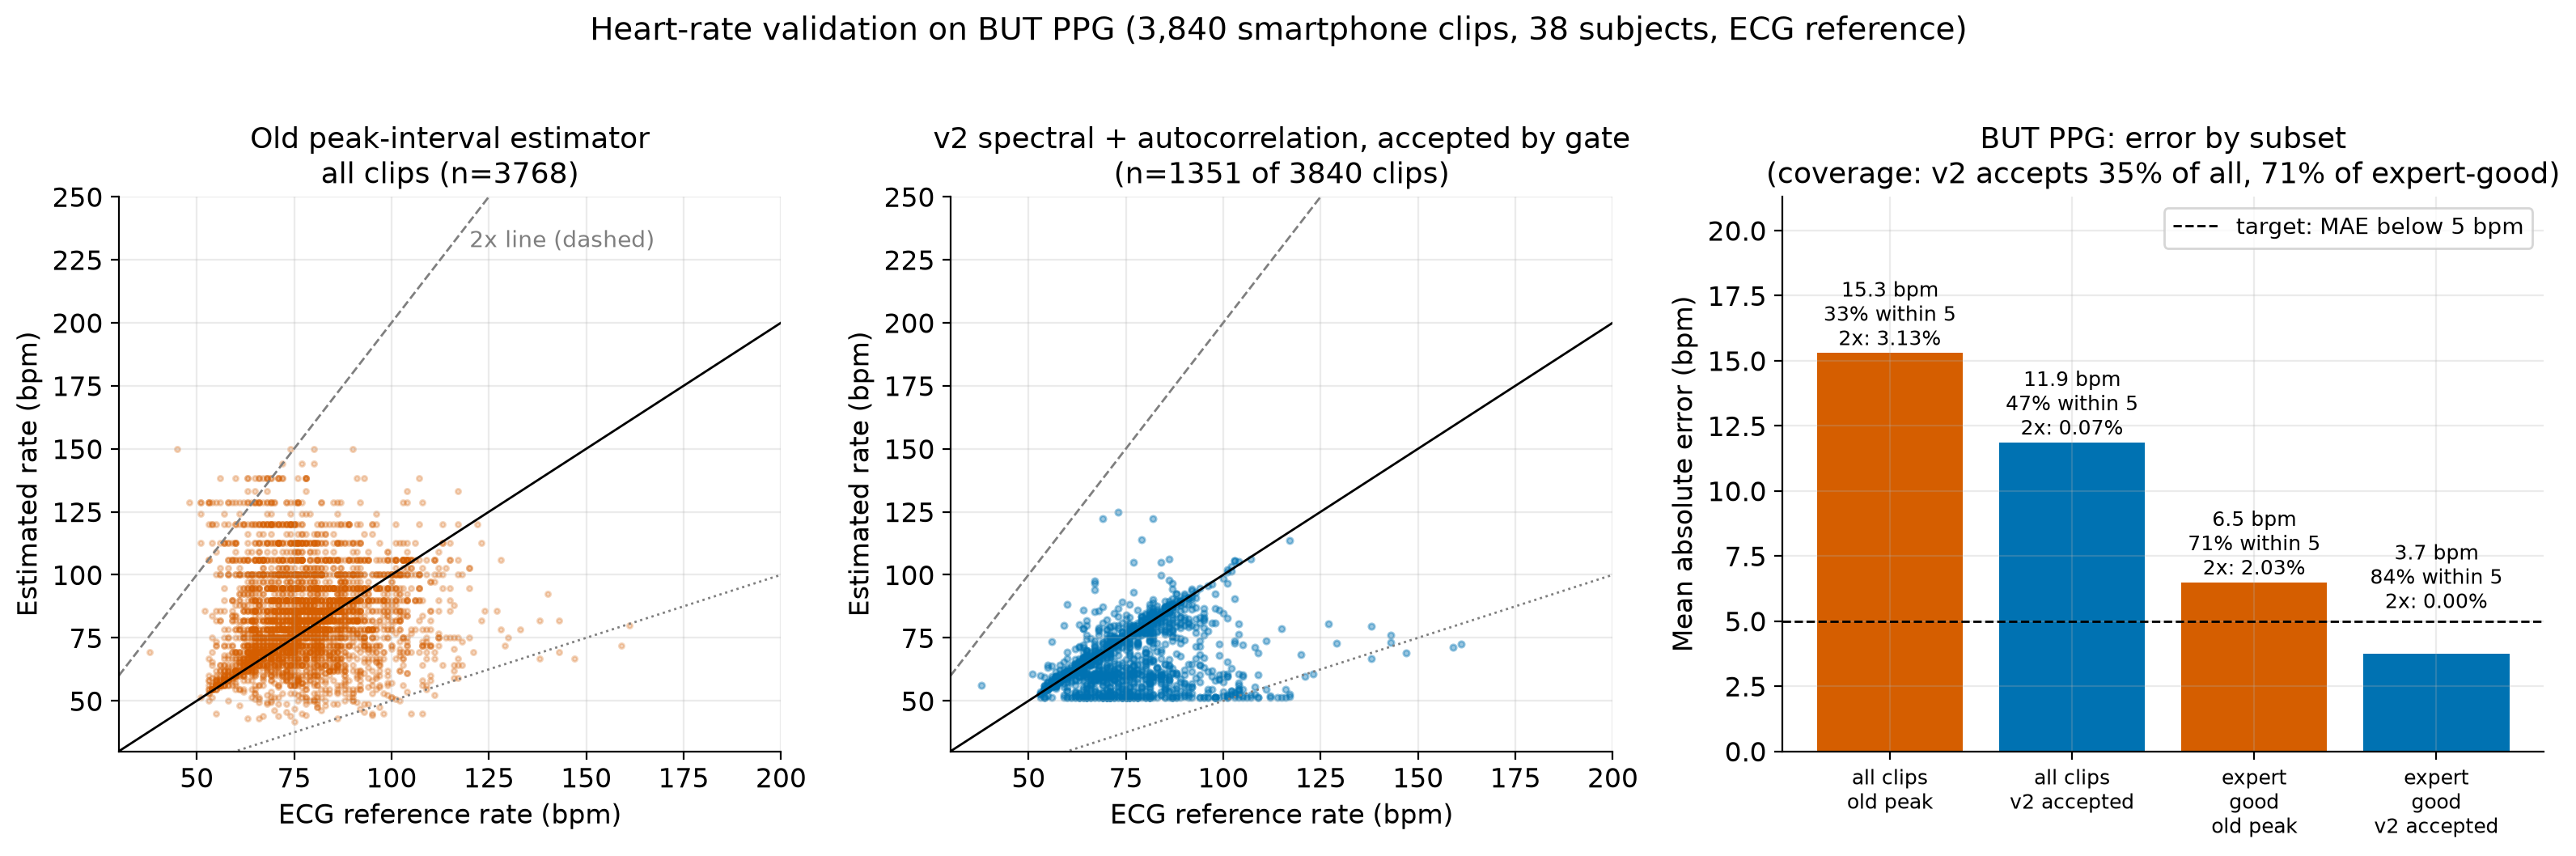 Heart-rate validation on BUT PPG (3,840 smartphone clips, 38 subjects, ECG reference)
Old peak-interval estimator
all clips (n=3768)
250
225
200
175
150
125
100
75
50
Estimated rate (bpm)
2x line (dashed)
50
75
100
125
150
175
200
ECG reference rate (bpm)
v2 spectral + autocorrelation, accepted by gate
(n=1351 of 3840 clips)
250
225
200
175
150
125
100
75
50
Estimated rate (bpm)
50
75
100
125
150
175
200
ECG reference rate (bpm)
BUT PPG: error by subset
(coverage: v2 accepts 35% of all, 71% of expert-good)
20.0
17.5
15.0
12.5
10.0
7.5
5.0
2.5
0.0
Mean absolute error (bpm)
target: MAE below 5 bpm
15.3 bpm
33% within 5
2x: 3.13%
11.9 bpm
47% within 5
2x: 0.07%
6.5 bpm
71% within 5
2x: 2.03%
3.7 bpm
84% within 5
2x: 0.00%
all clips
old peak
all clips
v2 accepted
expert
good
old peak
expert
good
v2 accepted